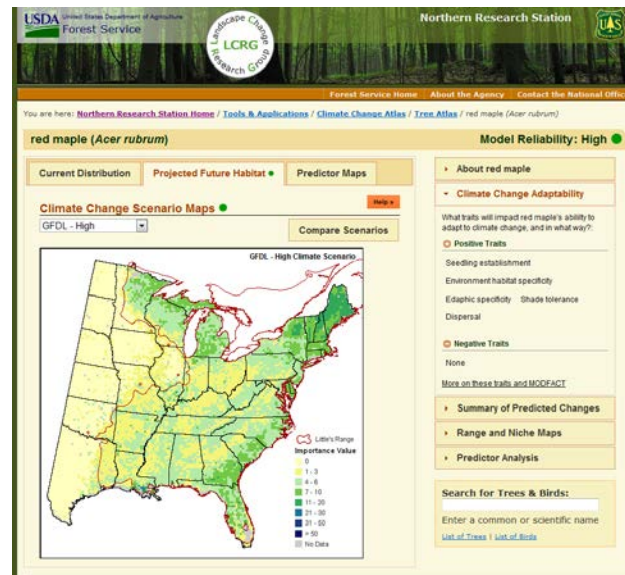 USDA United States Department of Agriculture
Forest Service
Landscape Change Research Group
LCRG
Northern Research Station
Forest Service Home About the Agency Contact the National Offic
You are here: Northern Research Station Home / Tools & Applications / Climate Change Atlas / Tree Atlas / red maple (Acer rubrum)
red maple (Acer rubrum)
Model Reliability: High
Current Distribution
Projected Future Habitat
Predictor Maps
Climate Change Scenario Maps
Help
GFDL - High
Compare Scenarios
GFDL - High Climate Scenario
Little's Range
Importance Value
0
1 - 3
4 - 6
7 - 10
11 - 20
21 - 30
31 - 50
> 50
No Data
About red maple
Climate Change Adaptability
What traits will impact red maple's ability to
adapt to climate change, and in what way?:
Positive Traits
Seedling establishment
Environment habitat specificity
Edaphic specificity Shade tolerance
Dispersal
Negative Traits
None
More on these traits and MODFACT
Summary of Predicted Changes
Range and Niche Maps
Predictor Analysis
Search for Trees & Birds:
Enter a common or scientific name
List of Trees | List of Birds